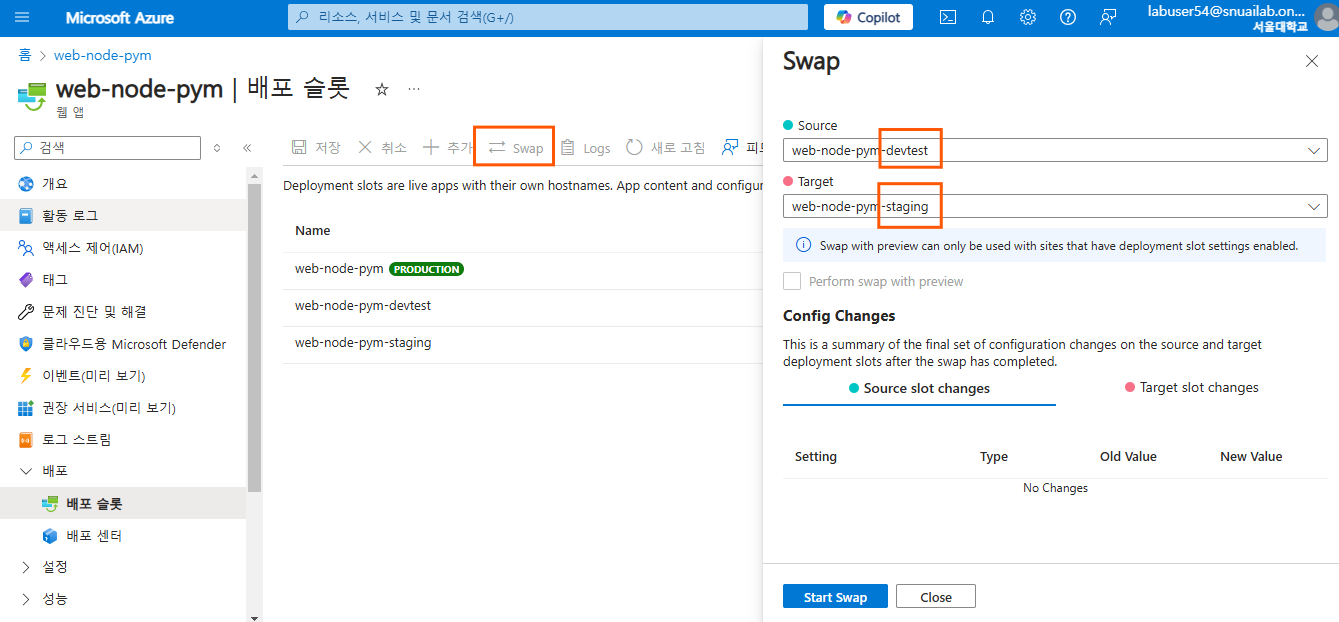 Microsoft Azure
리소스, 서비스 및 문서 검색(G+/)
Copilot
labuser54@snuailab.on...
서울대학교
홈 > web-node-pym
web-node-pym | 배포 슬롯
웹 앱
검색
개요
활동 로그
액세스 제어(IAM)
태그
문제 진단 및 해결
클라우드용 Microsoft Defender
이벤트(미리 보기)
권장 서비스(미리 보기)
로그 스트림
배포
배포 슬롯
배포 센터
설정
성능
저장 취소 추가 Swap Logs 새로 고침
Deployment slots are live apps with their own hostnames. App content and configur
Name
web-node-pym PRODUCTION
web-node-pym-devtest
web-node-pym-staging
Swap
Source
web-node-pym-devtest
Target
web-node-pym-staging
Swap with preview can only be used with sites that have deployment slot settings enabled.
Perform swap with preview
Config Changes
This is a summary of the final set of configuration changes on the source and target
deployment slots after the swap has completed.
Source slot changes Target slot changes
Setting Type Old Value New Value
No Changes
Start Swap Close